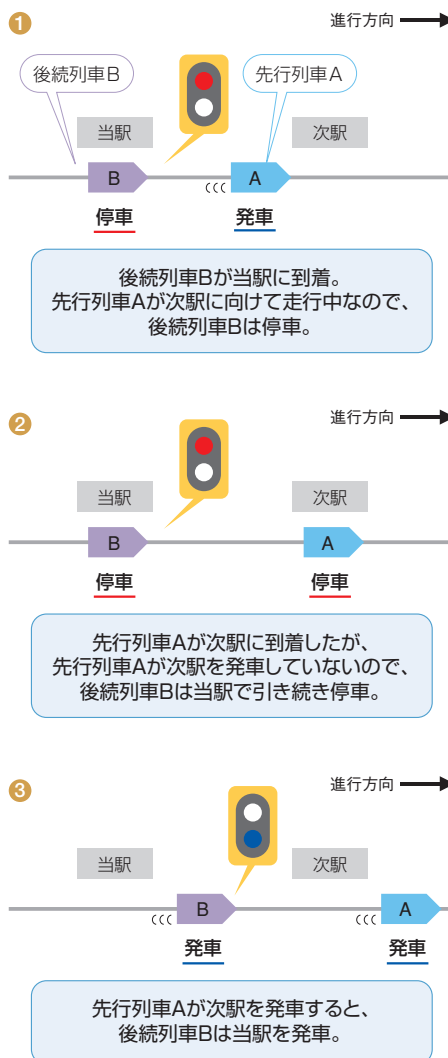 ❶
進行方向
後続列車B
先行列車A
当駅
次駅
B
A
停車
発車
後続列車Bが当駅に到着。
先行列車Aが次駅に向けて走行中なので、
後続列車Bは停車。
❷
進行方向
当駅
次駅
B
A
停車
停車
先行列車Aが次駅に到着したが、
先行列車Aが次駅を発車していないので、
後続列車Bは当駅で引き続き停車。
❸
進行方向
当駅
次駅
B
A
発車
発車
先行列車Aが次駅を発車すると、
後続列車Bは当駅を発車。